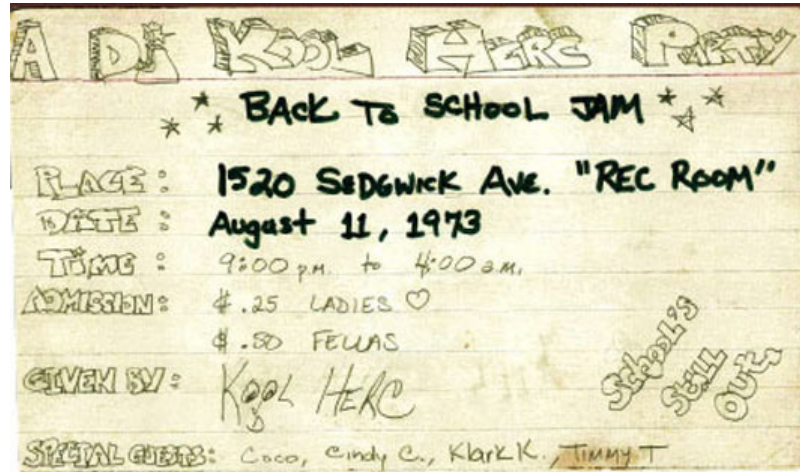 A DJ KOOL HERC PARTY
BACK TO SCHOOL JAM
PLACE: 1520 SEDGWICK AVE. "REC ROOM"
DATE: August 11, 1973
TIME: 9:00 p.m. to 4:00 a.m.
ADMISSION: $.25 LADIES ♡
$.50 FELLAS
GIVEN BY: KOOL HERC
SPECIAL GUESTS: Coco, Cindy C., Klark K., TIMMY T
SCHOOL'S
STILL
OUT